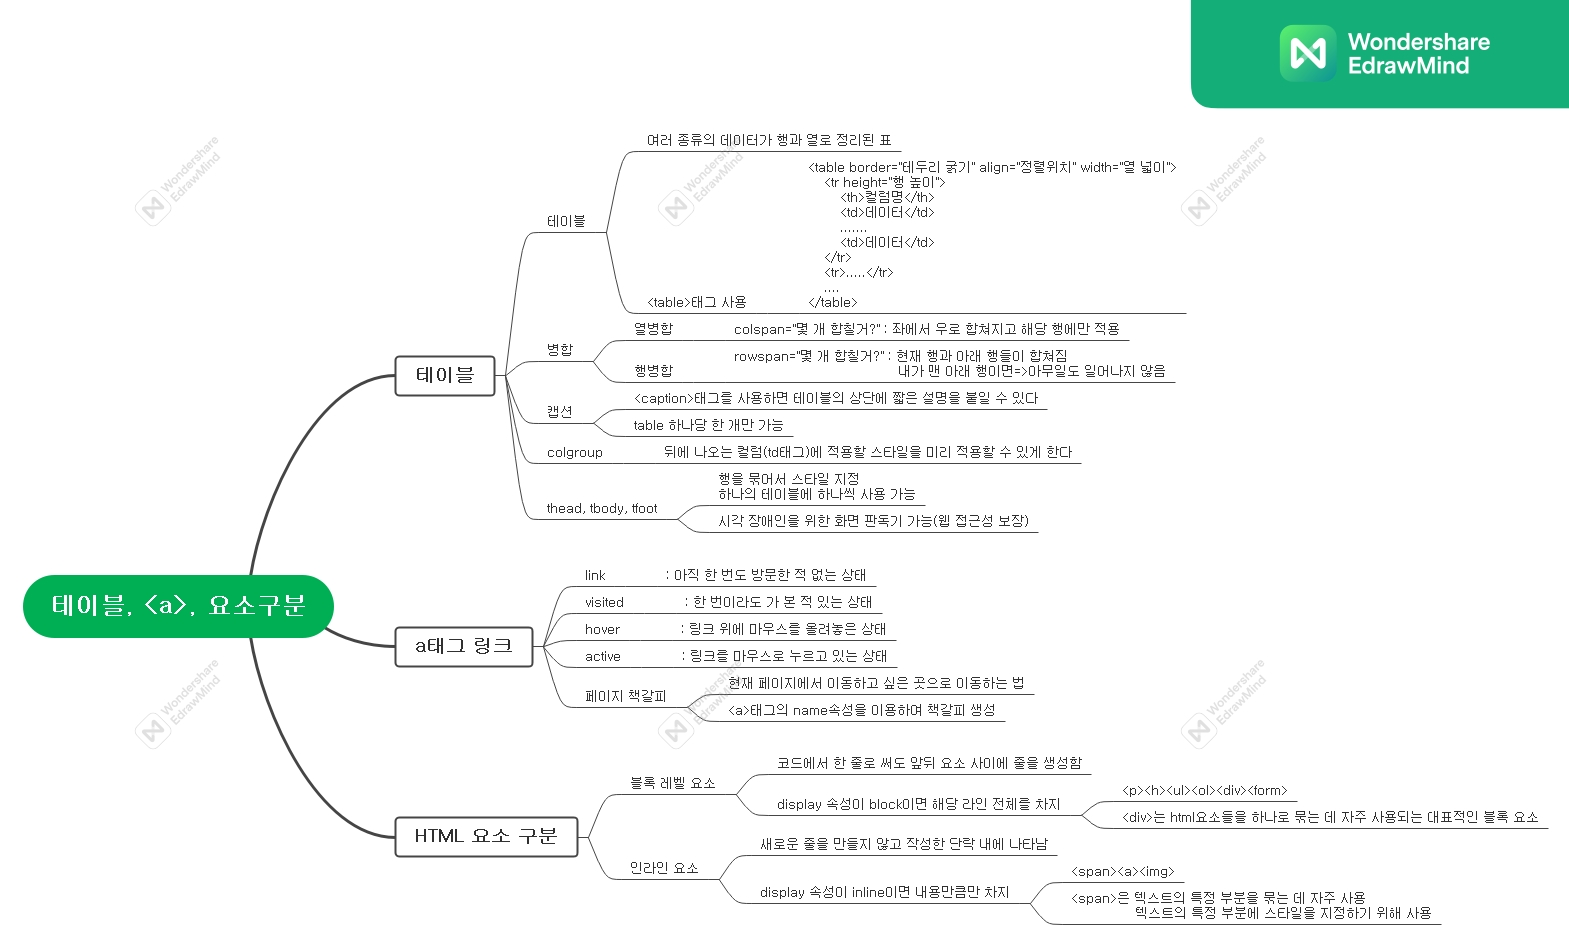 Wondershare
EdrawMind
테이블, <a>, 요소구분
테이블
테이블
여러 종류의 데이터가 행과 열로 정리된 표
<table>태그 사용
<table border="테두리 굵기" align="정렬위치" width="열 넓이">
<tr height="행 높이">
<th>컬럼명</th>
<td>데이터</td>
.......
<td>데이터</td>
</tr>
<tr>.....</tr>
....
</table>
병합
열병합 colspan="몇 개 합칠거?" : 좌에서 우로 합쳐지고 해당 행에만 적용
행병합 rowspan="몇 개 합칠거?" : 현재 행과 아래 행들이 합쳐짐
내가 맨 아래 행이면=>아무일도 일어나지 않음
캡션
<caption>태그를 사용하면 테이블의 상단에 짧은 설명을 붙일 수 있다
table 하나당 한 개만 가능
colgroup 뒤에 나오는 컬럼(td태그)에 적용할 스타일을 미리 적용할 수 있게 한다
thead, tbody, tfoot
행을 묶어서 스타일 지정
하나의 테이블에 하나씩 사용 가능
시각 장애인을 위한 화면 판독기 가능(웹 접근성 보장)
a태그 링크
link : 아직 한 번도 방문한 적 없는 상태
visited : 한 번이라도 가 본 적 있는 상태
hover : 링크 위에 마우스를 올려놓은 상태
active : 링크를 마우스로 누르고 있는 상태
페이지 책갈피
현재 페이지에서 이동하고 싶은 곳으로 이동하는 법
<a>태그의 name속성을 이용하여 책갈피 생성
HTML 요소 구분
블록 레벨 요소
코드에서 한 줄로 써도 앞뒤 요소 사이에 줄을 생성함
display 속성이 block이면 해당 라인 전체를 차지
<p><h><ul><ol><div><form>
<div>는 html요소들을 하나로 묶는 데 자주 사용되는 대표적인 블록 요소
인라인 요소
새로운 줄을 만들지 않고 작성한 단락 내에 나타남
display 속성이 inline이면 내용만큼만 차지
<span><a><img>
<span>은 텍스트의 특정 부분을 묶는 데 자주 사용
텍스트의 특정 부분에 스타일을 지정하기 위해 사용
Wondershare
EdrawMind
Wondershare
EdrawMind
Wondershare
EdrawMind
Wondershare
EdrawMind
Wondershare
EdrawMind
Wondershare
EdrawMind